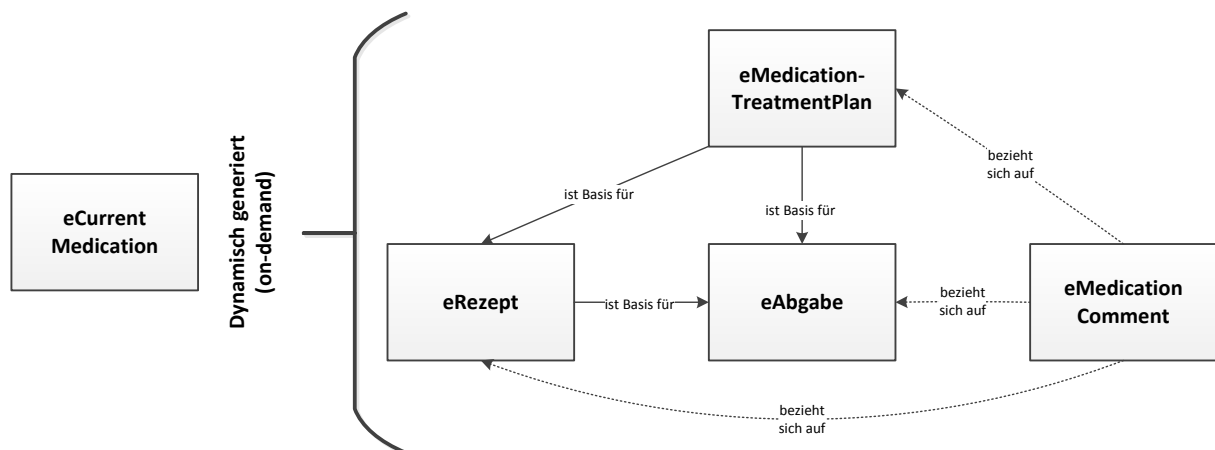 eCurrent
Medication
Dynamisch generiert
(on-demand)
eMedication-
TreatmentPlan
bezieht
sich auf
ist Basis für
ist Basis für
eRezept
ist Basis für
eAbgabe
bezieht
sich auf
eMedication
Comment
bezieht
sich auf